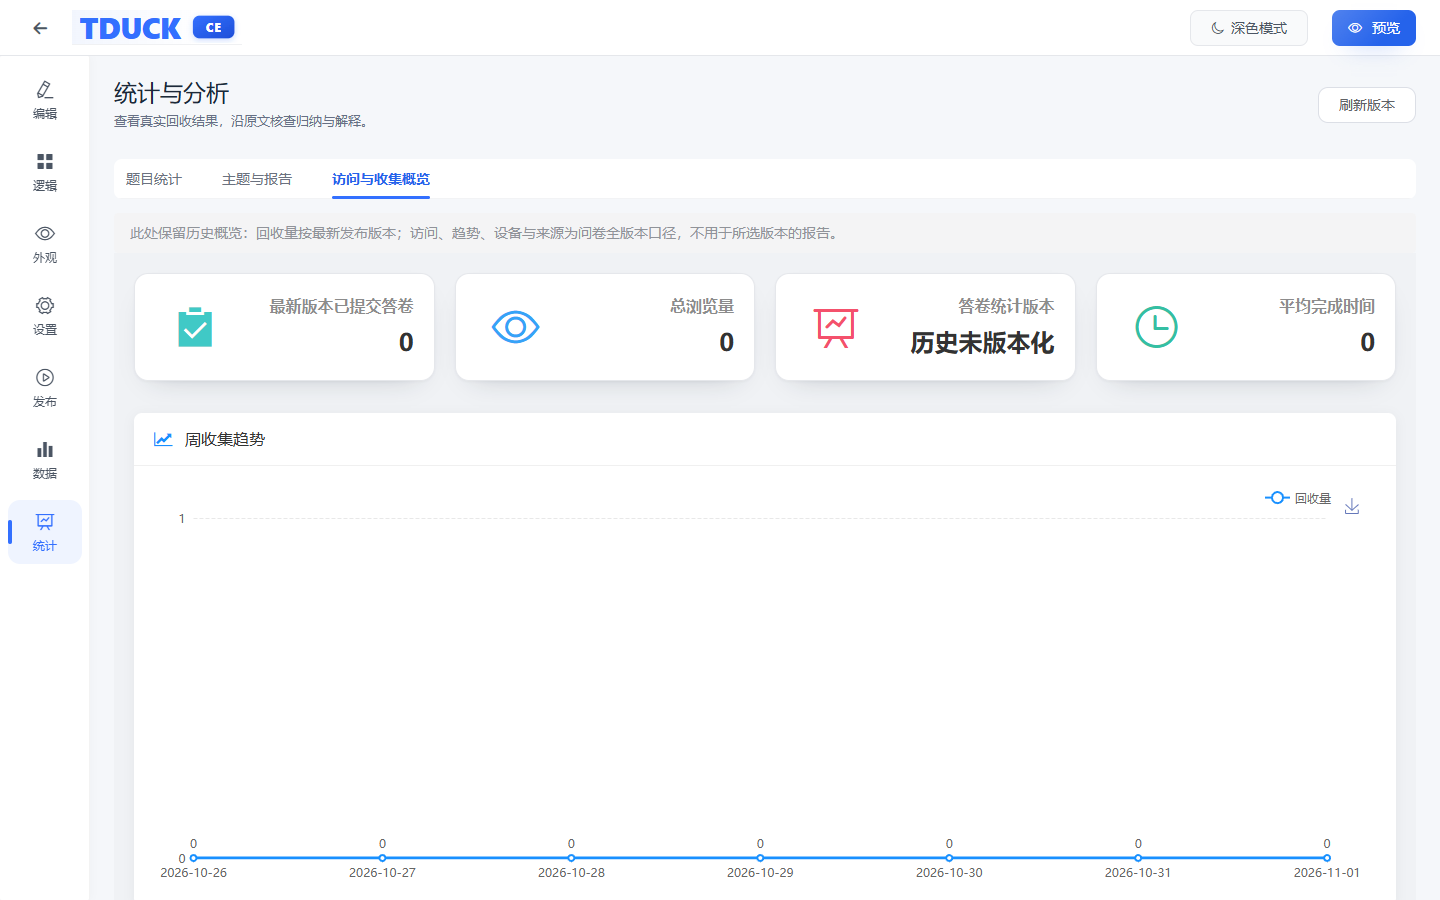 TDUCK CE
深色模式
预览
编辑
逻辑
外观
设置
发布
数据
统计
统计与分析
查看真实回收结果，沿原文核查归纳与解释。
刷新版本
题目统计 主题与报告 访问与收集概览
此处保留历史概览：回收量按最新发布版本；访问、趋势、设备与来源为问卷全版本口径，不用于所选版本的报告。
最新版本已提交答卷
0
总浏览量
0
答卷统计版本
历史未版本化
平均完成时间
0
周收集趋势
回收量
1
0 0 0 0 0 0 0
0
2026-10-26 2026-10-27 2026-10-28 2026-10-29 2026-10-30 2026-10-31 2026-11-01